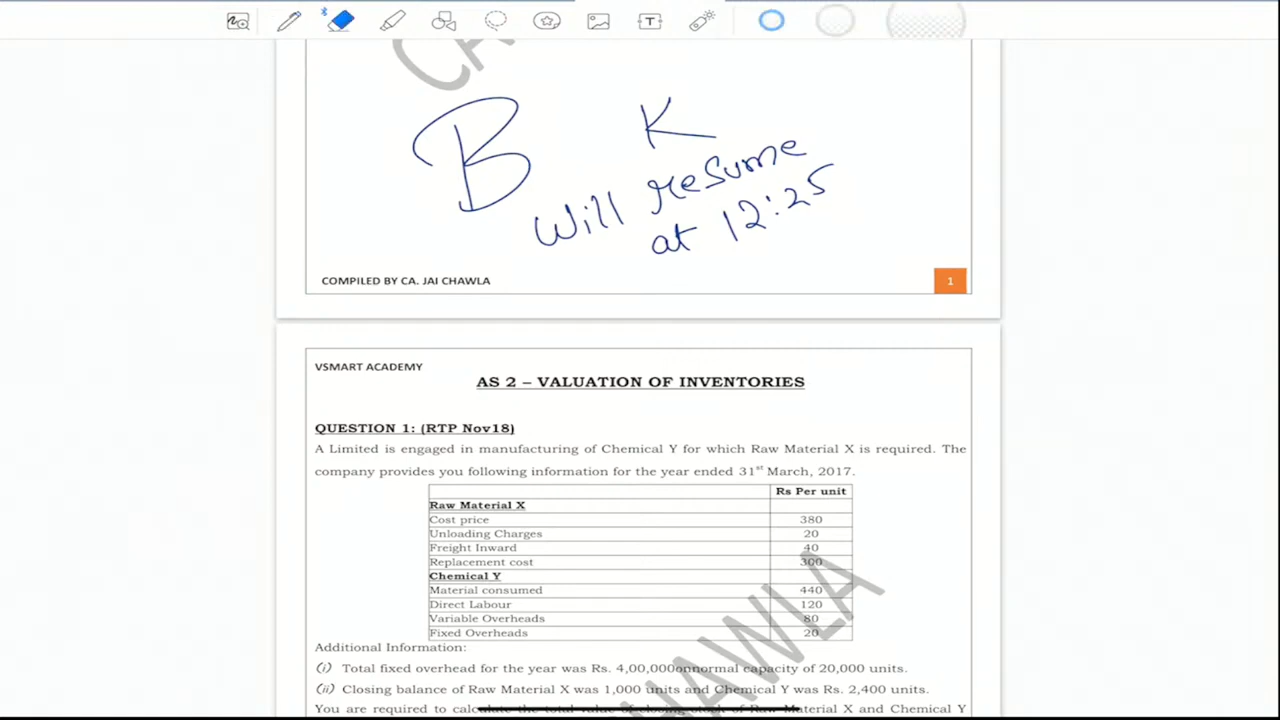 CA
B K
Will resume
at 12:25
COMPILED BY CA. JAI CHAWLA
1
VSMART ACADEMY
AS 2 – VALUATION OF INVENTORIES
QUESTION 1: (RTP Nov18)
A Limited is engaged in manufacturing of Chemical Y for which Raw Material X is required. The
company provides you following information for the year ended 31st March, 2017.
Rs Per unit
Raw Material X
Cost price 380
Unloading Charges 20
Freight Inward 40
Replacement cost 300
Chemical Y
Material consumed 440
Direct Labour 120
Variable Overheads 80
Fixed Overheads 20
HAWLA
Additional Information:
(i) Total fixed overhead for the year was Rs. 4,00,000onnormal capacity of 20,000 units.
(ii) Closing balance of Raw Material X was 1,000 units and Chemical Y was Rs. 2,400 units.
You are required to calculate the total value of closing stock of Raw Material X and Chemical Y